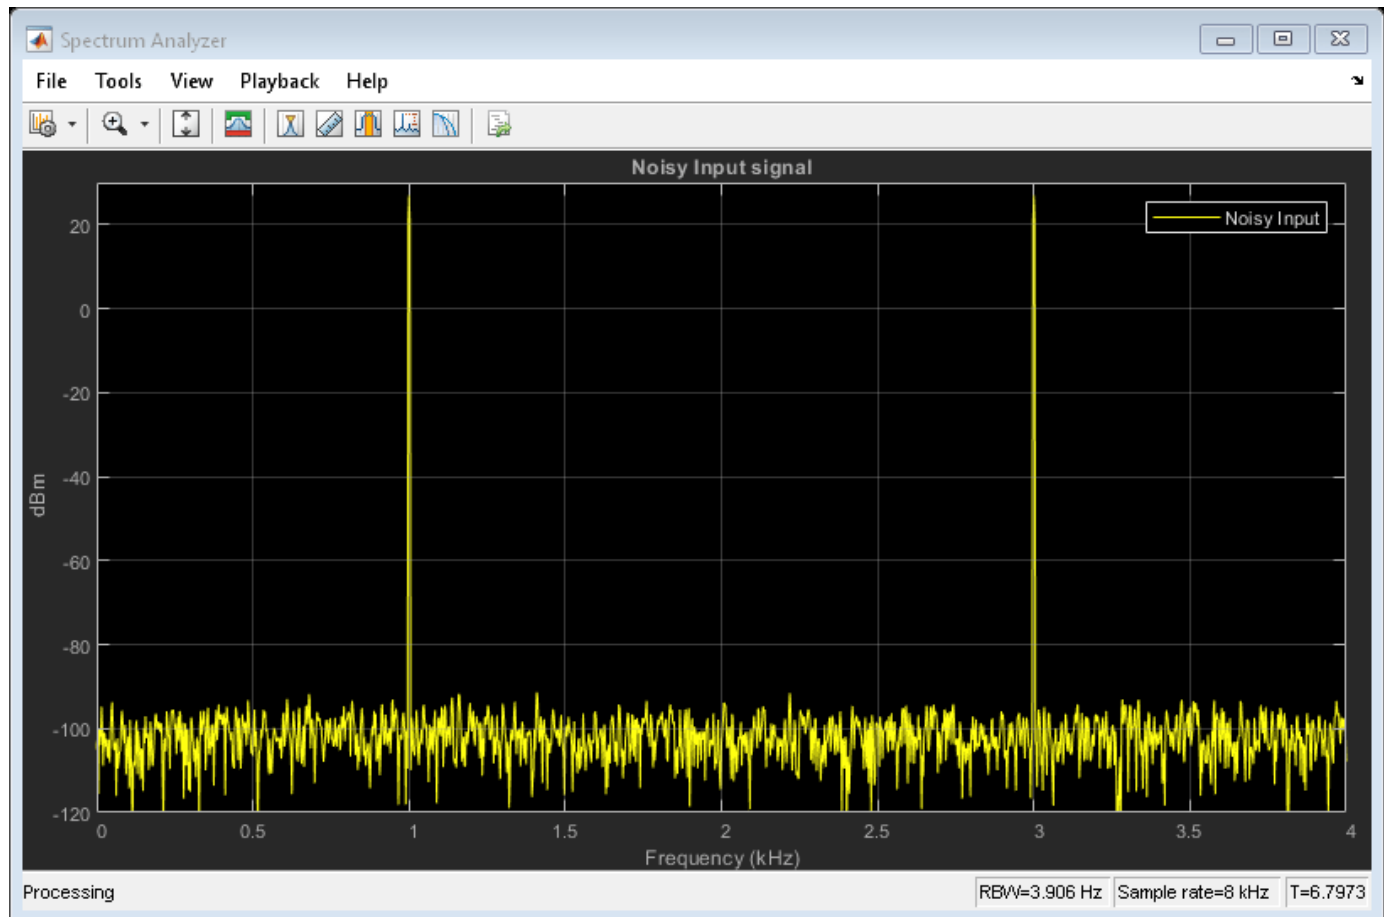 Spectrum Analyzer
File Tools View Playback Help
Noisy Input signal
Noisy Input
20
0
-20
-40
-60
-80
-100
-120
dBm
0 0.5 1 1.5 2 2.5 3 3.5 4
Frequency (kHz)
Processing RBW=3.906 Hz Sample rate=8 kHz T=6.7973